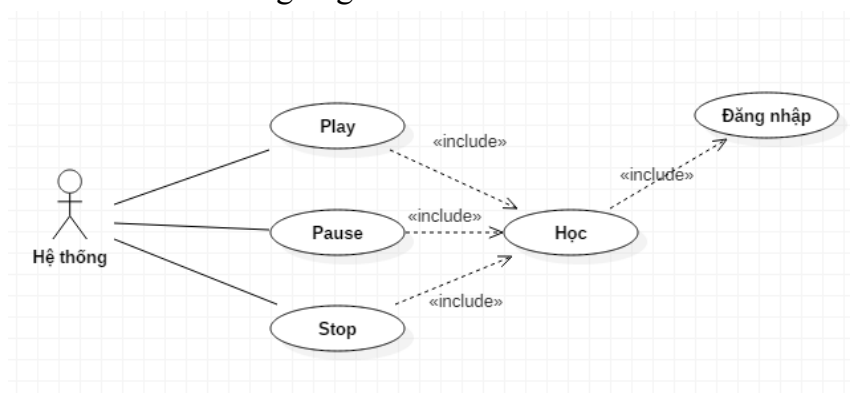 Play
«include»
Đăng nhập
«include»
Hệ thống
Pause
«include»
Học
Stop
«include»